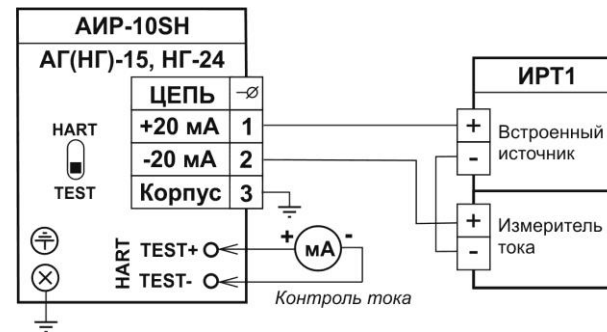 АИР-10SH
АГ(НГ)-15, НГ-24
ЦЕПЬ
HART
+20 мА 1
-20 мА 2
TEST
Корпус 3
HART
TEST+
TEST-
+ мА -
Контроль тока
ИРТ1
+
-
Встроенный
источник
+
-
Измеритель
тока